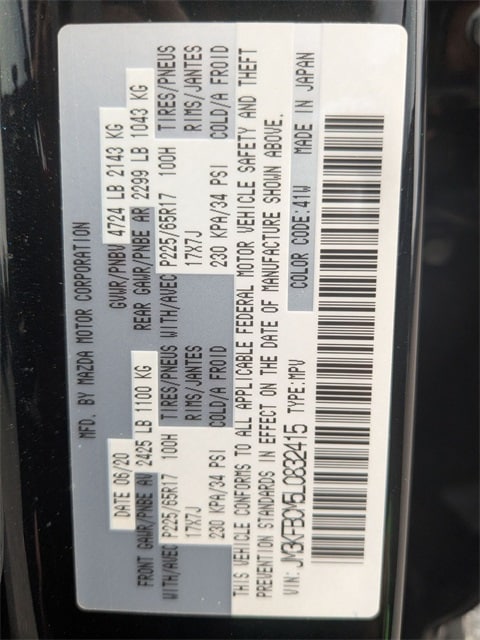 MFD. BY MAZDA MOTOR CORPORATION
DATE 06/20 GVWR/PNBV 4724 LB 2143 KG
FRONT GAWR/PNBE AV 2425 LB 1100 KG REAR GAWR/PNBE AR 2299 LB 1043 KG
WITH/AVEC P225/65R17 100H TIRES/PNEUS WITH/AVEC P225/65R17 100H TIRES/PNEUS
17X7J RIMS/JANTES 17X7J RIMS/JANTES
230 KPA/34 PSI COLD/A FROID 230 KPA/34 PSI COLD/A FROID
THIS VEHICLE CONFORMS TO ALL APPLICABLE FEDERAL MOTOR VEHICLE SAFETY AND THEFT
PREVENTION STANDARDS IN EFFECT ON THE DATE OF MANUFACTURE SHOWN ABOVE.
VIN: JM3KFBDM5L0832415 TYPE:MPV COLOR CODE:41W MADE IN JAPAN